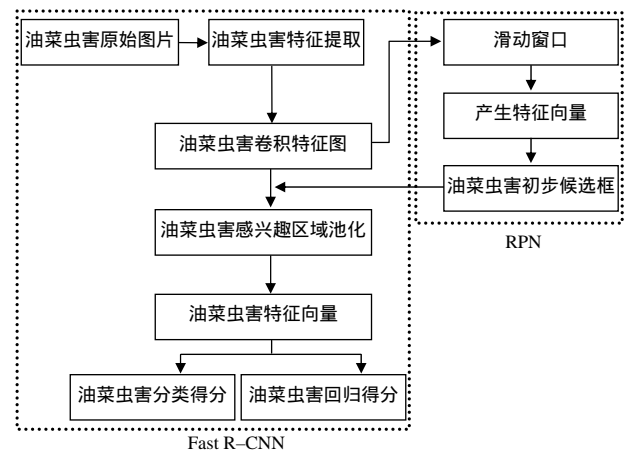 油菜虫害原始图片
油菜虫害特征提取
滑动窗口
产生特征向量
油菜虫害卷积特征图
油菜虫害初步候选框
油菜虫害感兴趣区域池化
RPN
油菜虫害特征向量
油菜虫害分类得分
油菜虫害回归得分
Fast R–CNN